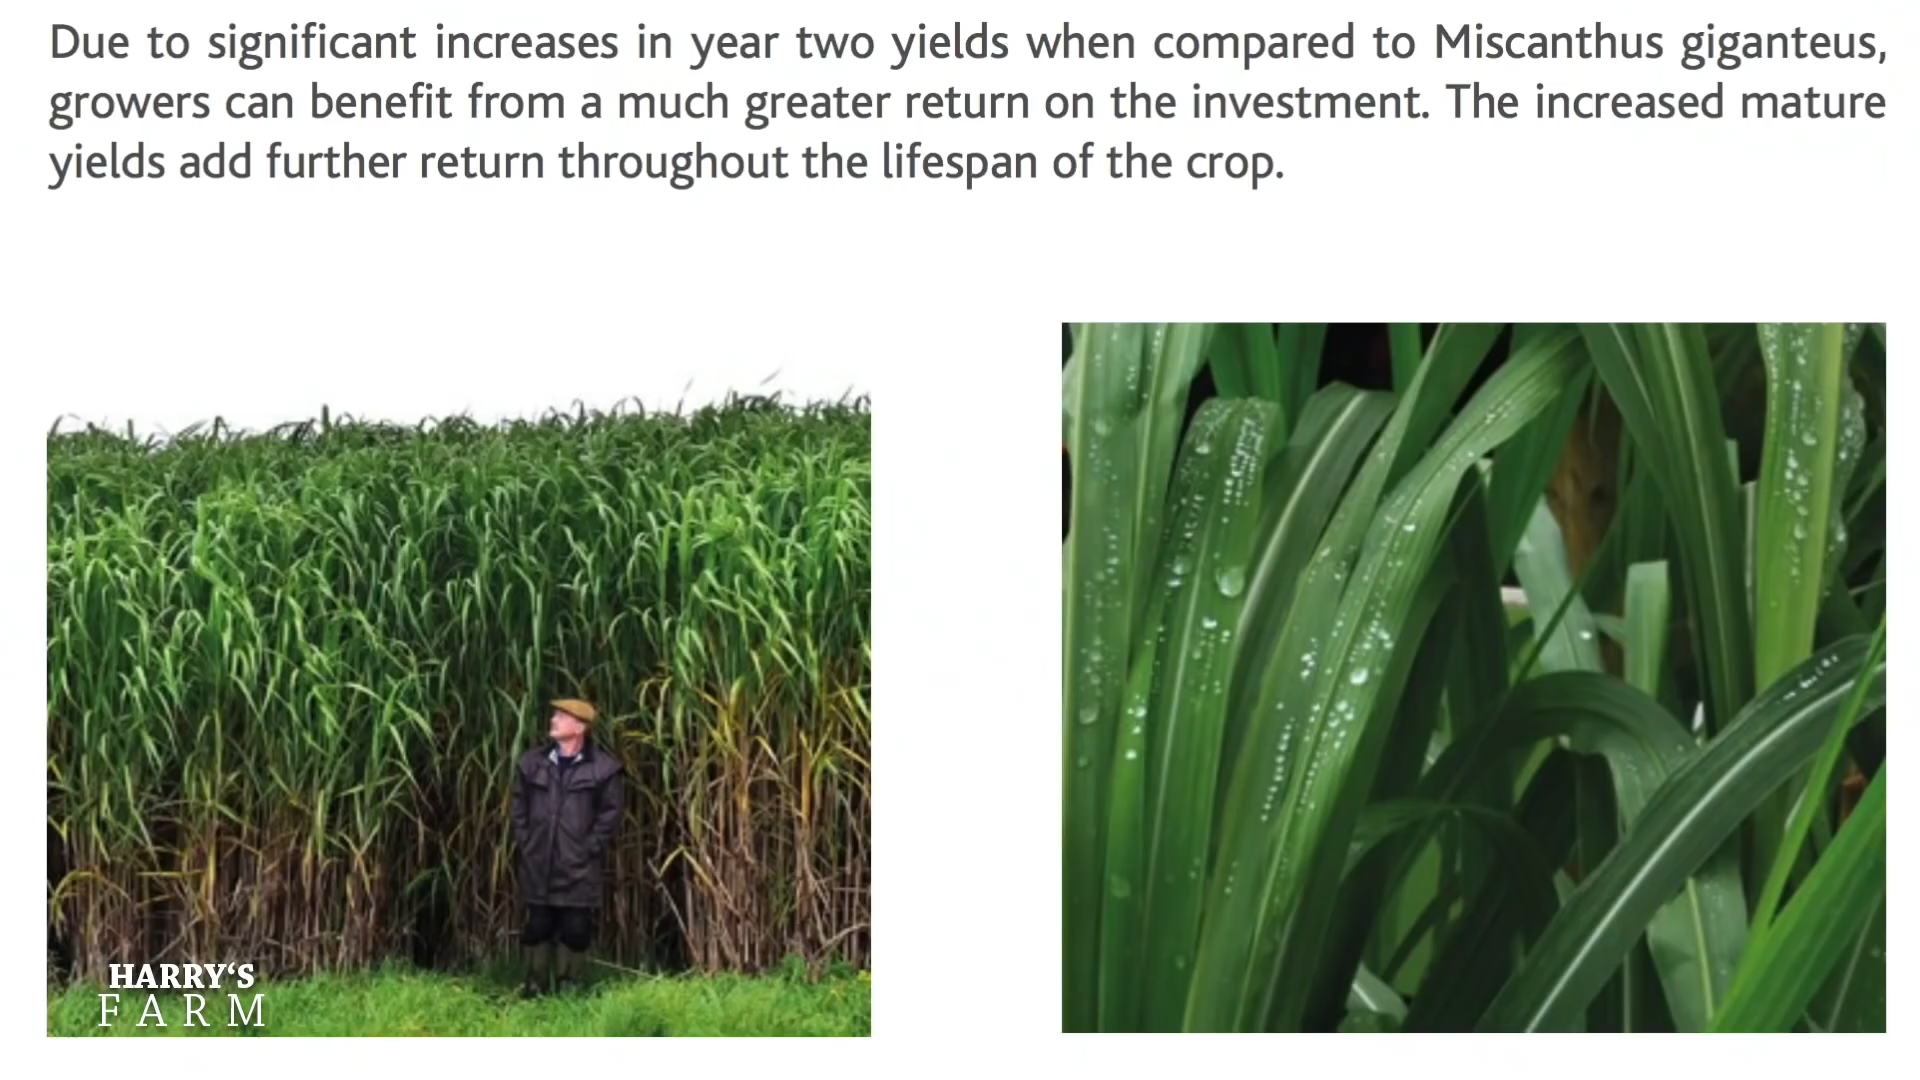 Due to significant increases in year two yields when compared to Miscanthus giganteus,
growers can benefit from a much greater return on the investment. The increased mature
yields add further return throughout the lifespan of the crop.
HARRY‘S
FARM